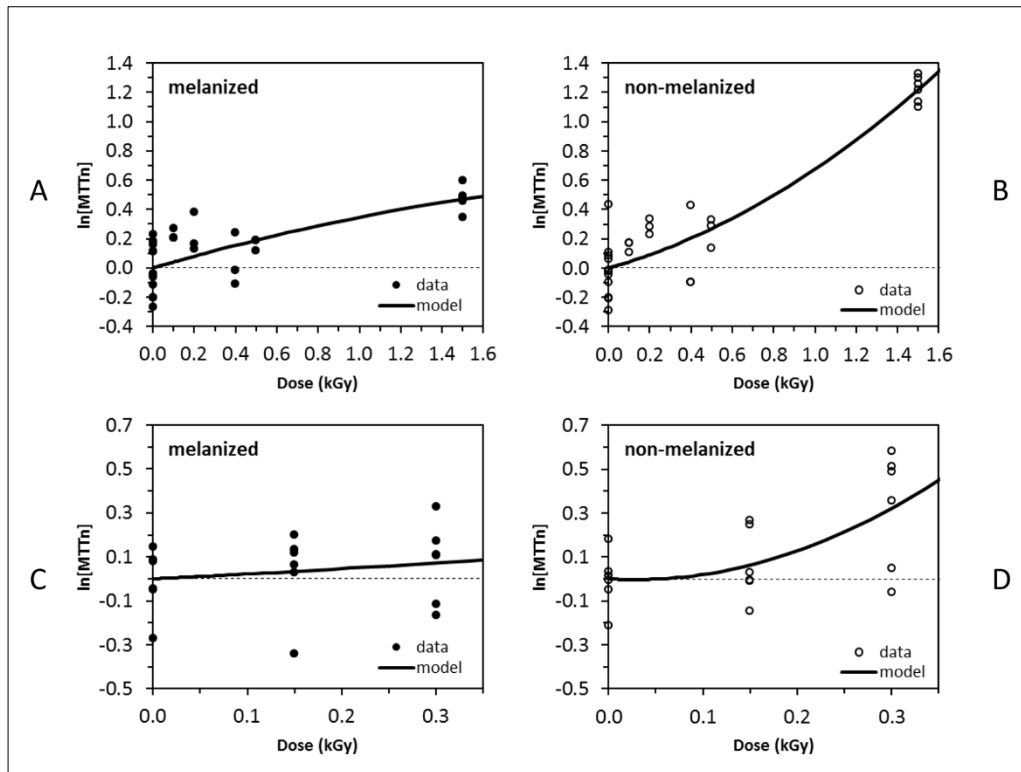 A
melanized
ln[MTTn]
1.4
1.2
1.0
0.8
0.6
0.4
0.2
0.0
-0.2
-0.4
data
model
0.0 0.2 0.4 0.6 0.8 1.0 1.2 1.4 1.6
Dose (kGy)
B
non-melanized
ln[MTTn]
1.4
1.2
1.0
0.8
0.6
0.4
0.2
0.0
-0.2
-0.4
data
model
0.0 0.2 0.4 0.6 0.8 1.0 1.2 1.4 1.6
Dose (kGy)
C
melanized
ln[MTTn]
0.7
0.5
0.3
0.1
-0.1
-0.3
-0.5
data
model
0.0 0.1 0.2 0.3
Dose (kGy)
D
non-melanized
ln[MTTn]
0.7
0.5
0.3
0.1
-0.1
-0.3
-0.5
data
model
0.0 0.1 0.2 0.3
Dose (kGy)